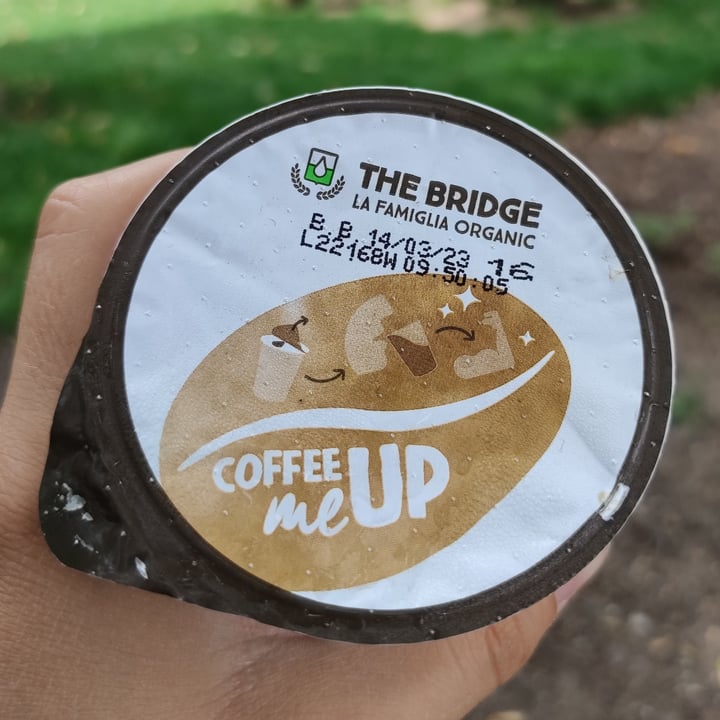 THE BRIDGE
LA FAMIGLIA ORGANIC
B.B. 14/03/23 16
L22168W 09:50:05
COFFEE
me UP